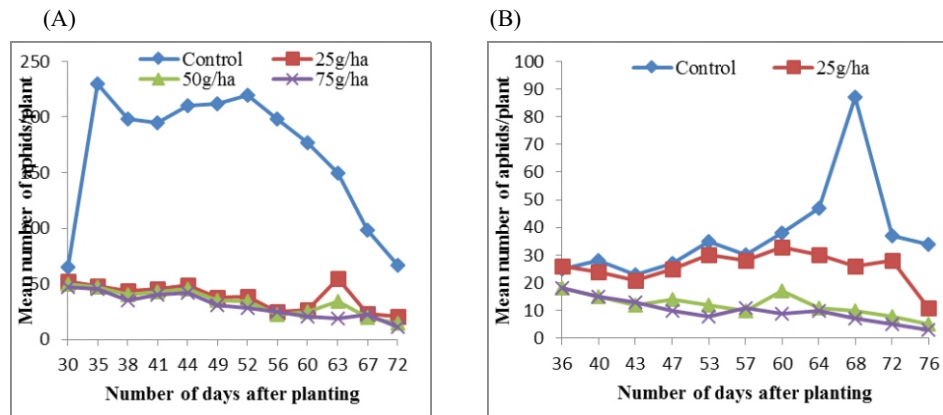 (A)
(B)
Control 25g/ha
50g/ha 75g/ha
Mean number of aphids/plant
250
200
150
100
50
0
30 35 38 41 44 49 52 56 60 63 67 72
Number of days after planting
Control 25g/ha
Mean number of aphids/plant
100
90
80
70
60
50
40
30
20
10
0
36 40 43 47 53 57 60 64 68 72 76
Number of days after planting